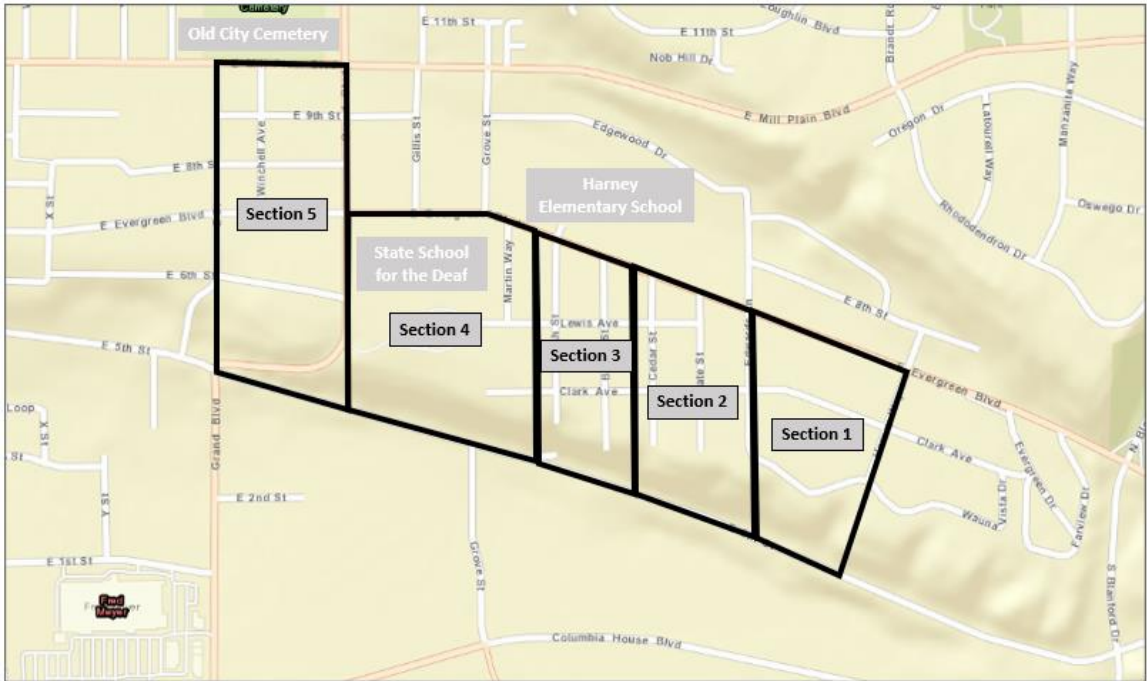 Cemetery
Old City Cemetery
E 11th St
E 11th St
Nob Hill Dr
Brandt
Manzanita Way
E Mill Plain Blvd
Oregon Dr
Latourell Way
E 9th St
Gillis St
Grove St
Edgewood Dr
Winchell Ave
E 8th S
X St
Harney
Elementary School
Rhododendron Dr
Oswego Dr
E Evergreen Blvd
Section 5
State School
for the Deaf
Martin Way
E 6th St
E 8th St
Section 4
Lewis Ave
E 5th St
Section 3
Cedar St
Clark Ave
Section 2
Evergreen Blvd
Section 1
Loop
X St
Clark Ave
Evergreen Dr
Fairview Dr
Grand Blvd
Y St
E 2nd St
Wauna
Vista Dr
E 1st St
Grove St
Fred
Meyer
S Blandford Dr
Columbia House Blvd